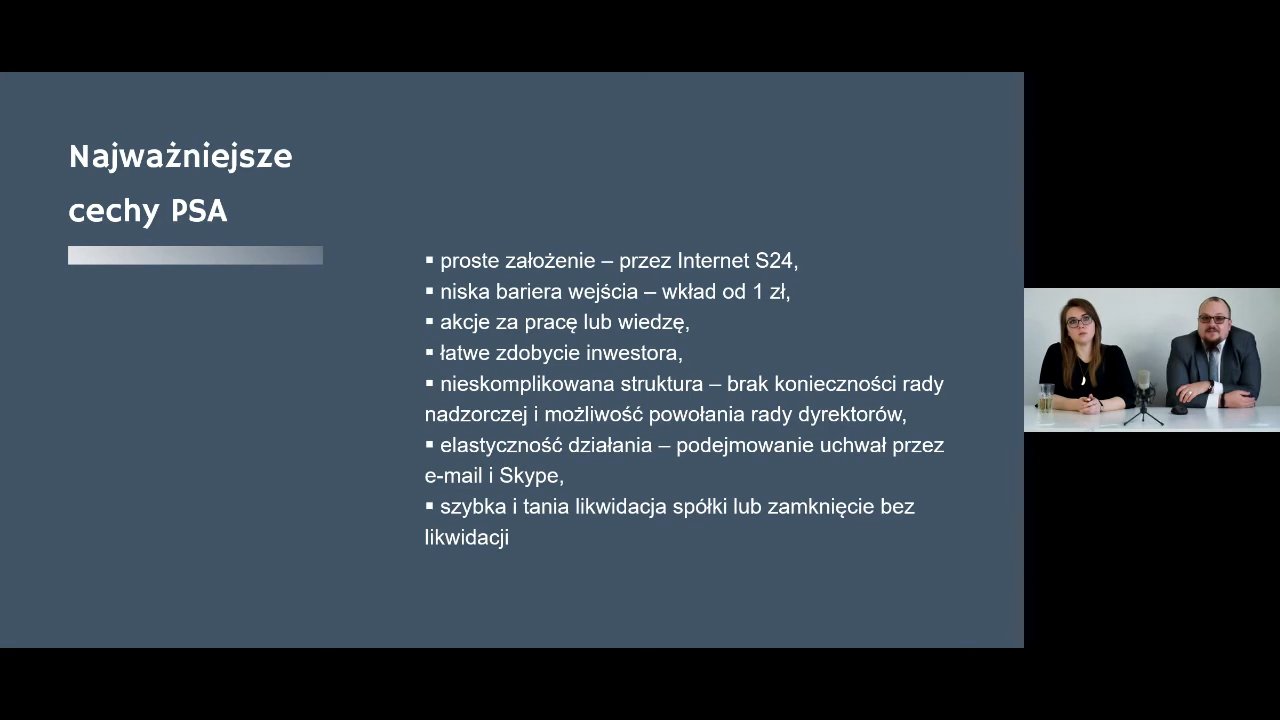 Najważniejsze
cechy PSA
▪ proste założenie – przez Internet S24,
▪ niska bariera wejścia – wkład od 1 zł,
▪ akcje za pracę lub wiedzę,
▪ łatwe zdobycie inwestora,
▪ nieskomplikowana struktura – brak konieczności rady
nadzorczej i możliwość powołania rady dyrektorów,
▪ elastyczność działania – podejmowanie uchwał przez
e-mail i Skype,
▪ szybka i tania likwidacja spółki lub zamknięcie bez
likwidacji